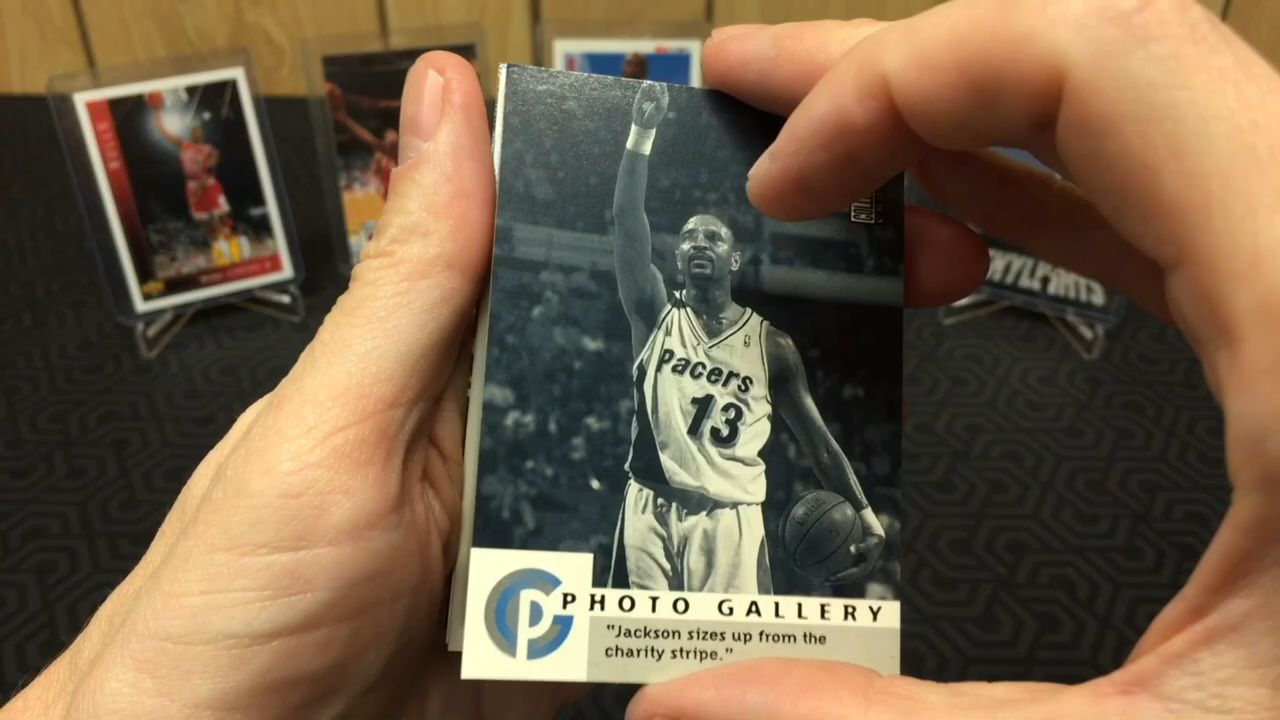 Pacers
13
PHOTO GALLERY
"Jackson sizes up from the
charity stripe."